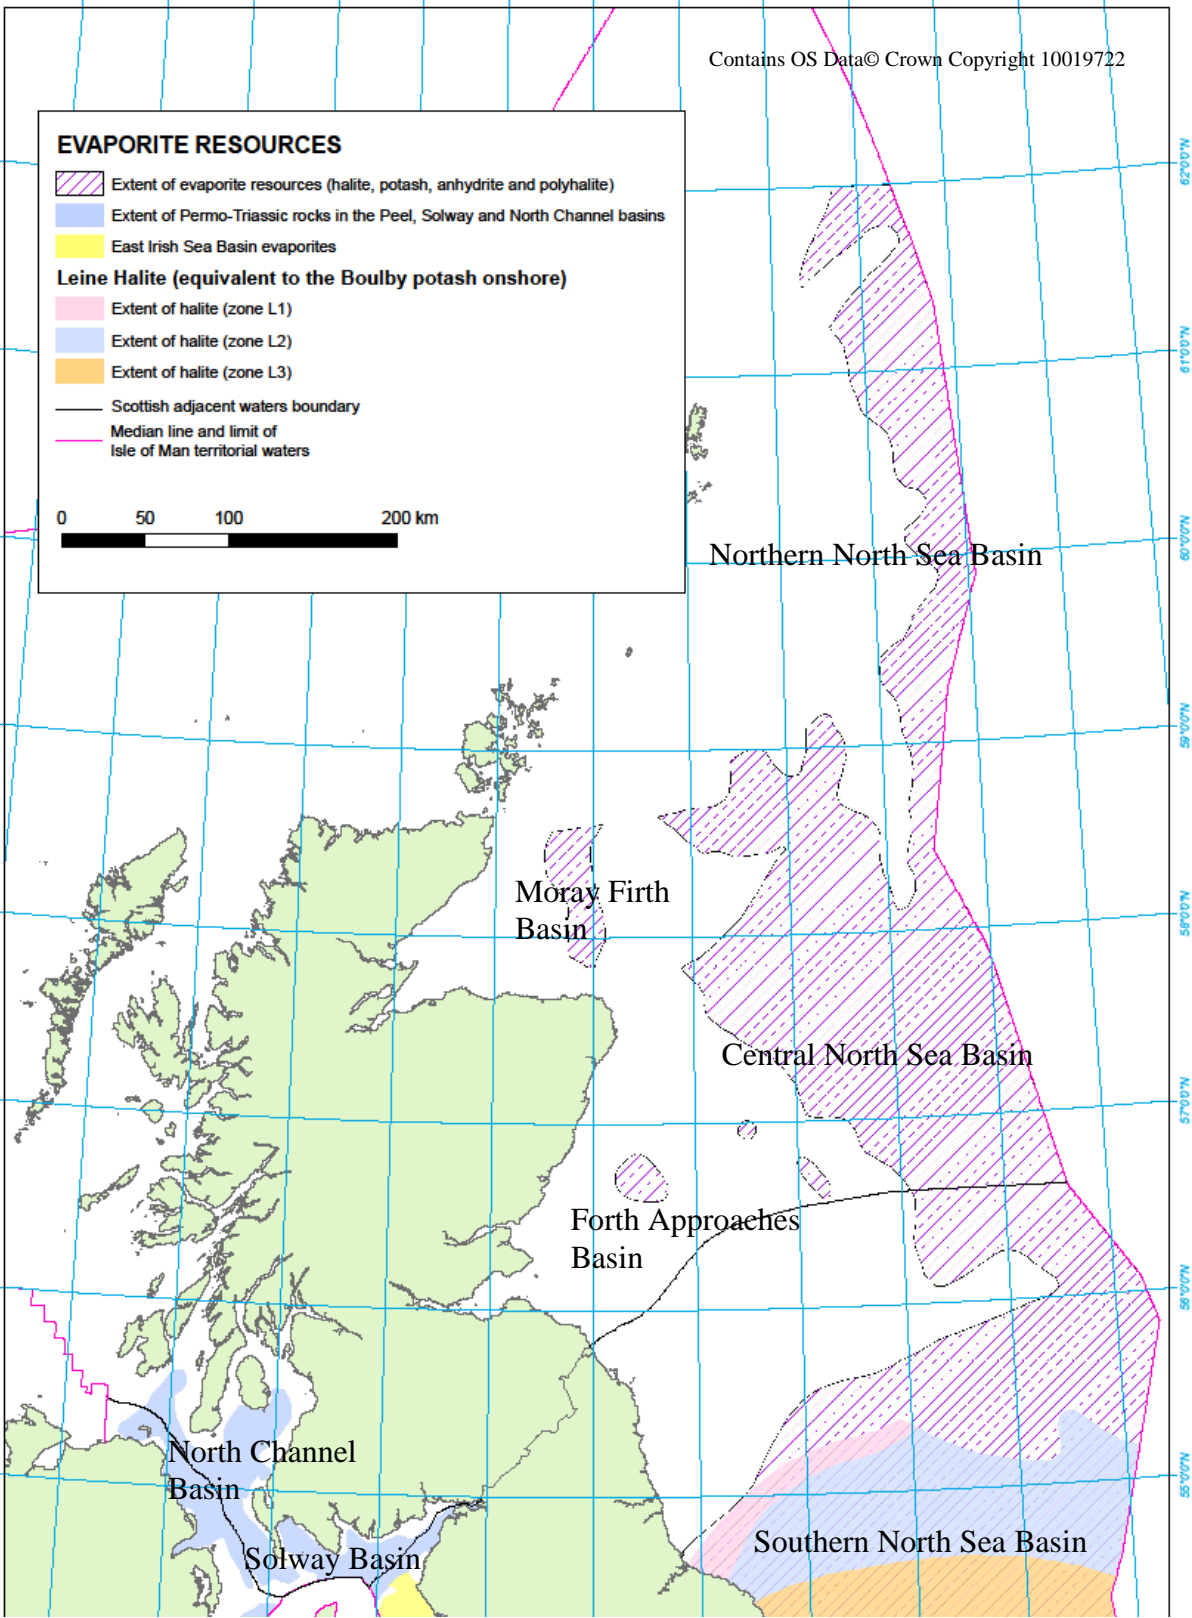 Contains OS Data© Crown Copyright 10019722
EVAPORITE RESOURCES
Extent of evaporite resources (halite, potash, anhydrite and polyhalite)
Extent of Permo-Triassic rocks in the Peel, Solway and North Channel basins
East Irish Sea Basin evaporites
Leine Halite (equivalent to the Boulby potash onshore)
Extent of halite (zone L1)
Extent of halite (zone L2)
Extent of halite (zone L3)
Scottish adjacent waters boundary
Median line and limit of
Isle of Man territorial waters
0 50 100 200 km
62°0'0"N
61°0'0"N
60°0'0"N
59°0'0"N
58°0'0"N
57°0'0"N
56°0'0"N
55°0'0"N
Northern North Sea Basin
Moray Firth
Basin
Central North Sea Basin
Forth Approaches
Basin
North Channel
Basin
Solway Basin
Southern North Sea Basin